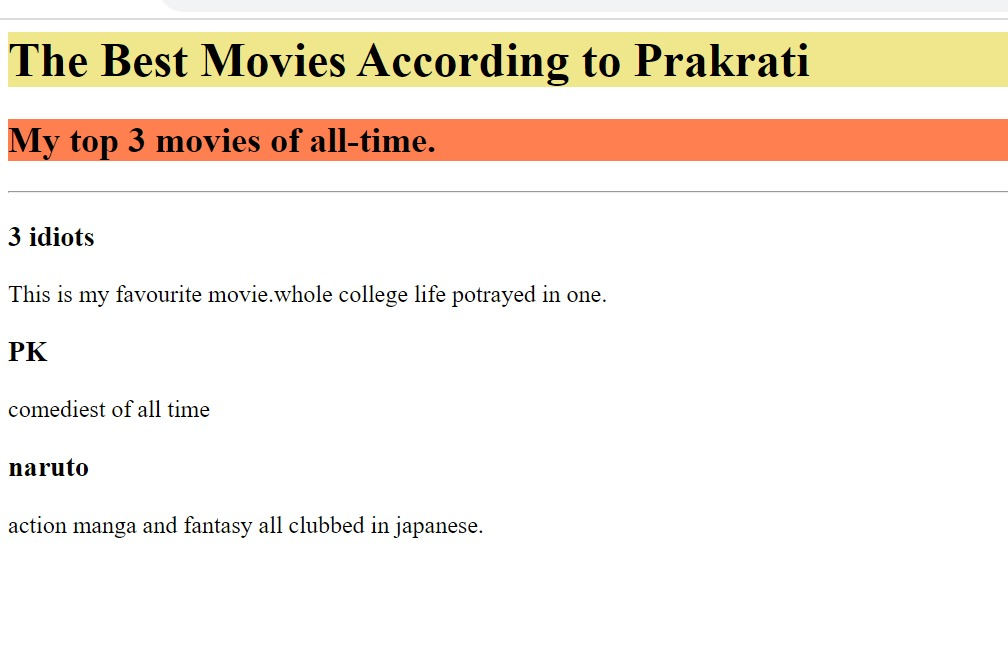 The Best Movies According to Prakrati
My top 3 movies of all-time.
3 idiots
This is my favourite movie.whole college life potrayed in one.
PK
comediest of all time
naruto
action manga and fantasy all clubbed in japanese.